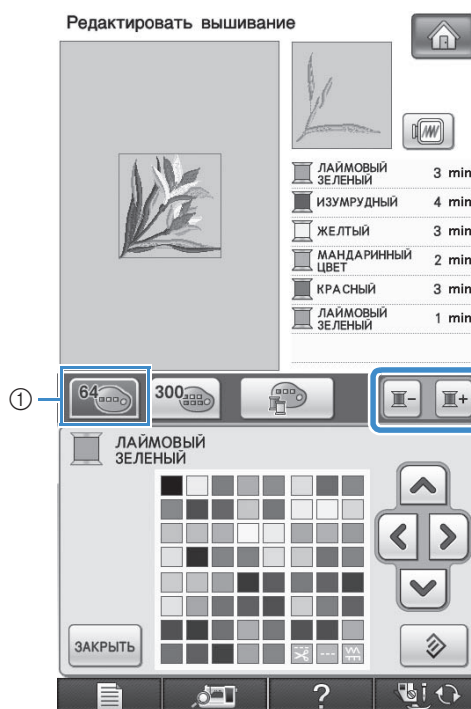 Редактировать вышивание
ЛАЙМОВЫЙ
ЗЕЛЕНЫЙ
3 min
ИЗУМРУДНЫЙ
4 min
ЖЕЛТЫЙ
3 min
МАНДАРИННЫЙ
ЦВЕТ
2 min
КРАСНЫЙ
3 min
ЛАЙМОВЫЙ
ЗЕЛЕНЫЙ
1 min
①
64
300
- +
ЛАЙМОВЫЙ
ЗЕЛЕНЫЙ
ЗАКРЫТЬ
?